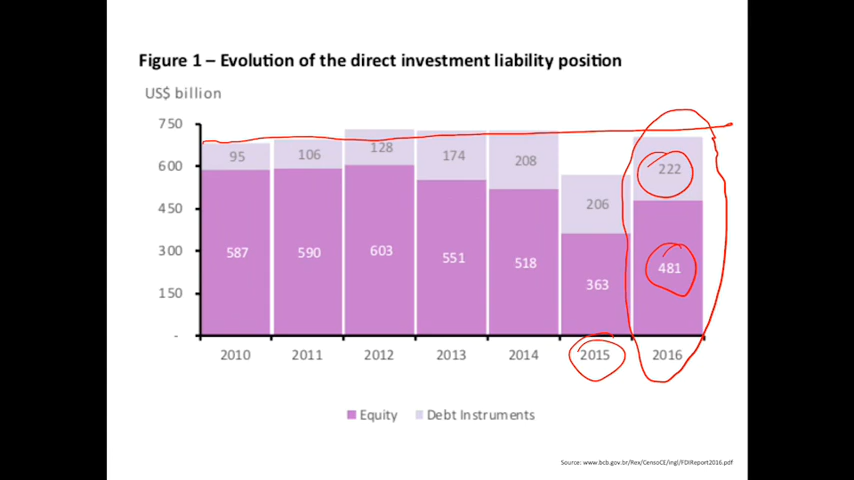 Figure 1 – Evolution of the direct investment liability position
US$ billion
750
600
450
300
150
-
95 106 128 174 208 206 222
587 590 603 551 518 363 481
2010 2011 2012 2013 2014 2015 2016
Equity Debt Instruments
Source: www.bcb.gov.br/Rex/CensoCE/ingl/FDIReport2016.pdf